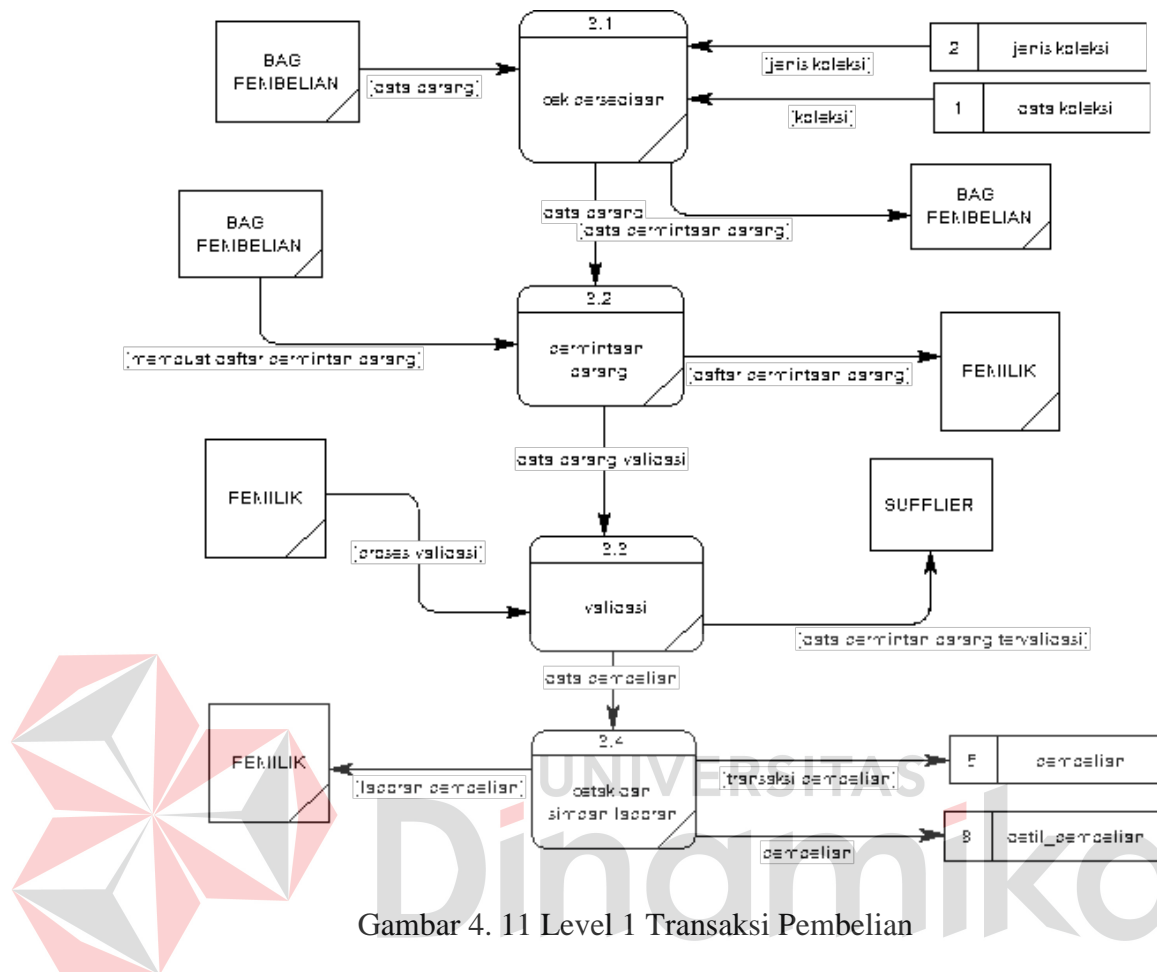 3.1
BAG
PEMBELIAN
[data barang]
cek persediaan
[jenis koleksi]
2
jenis koleksi
[koleksi]
1
data koleksi
BAG
PEMBELIAN
data barang
[data permintaan barang]
BAG
PEMBELIAN
3.2
[membuat daftar permintan barang]
permintaan
barang
[daftar permintaan barang]
PEMILIK
data barang validasi
PEMILIK
[proses validasi]
3.3
validasi
SUPPLIER
[data permintan barang tervalidasi]
data pembelian
3.4
PEMILIK
[laporan pembelian]
cetak dan
simpan laporan
[transaksi pembelian]
5
pembelian
pembelian
detil_pembelian
UNIVERSITAS
Dinamika
Gambar 4. 11 Level 1 Transaksi Pembelian